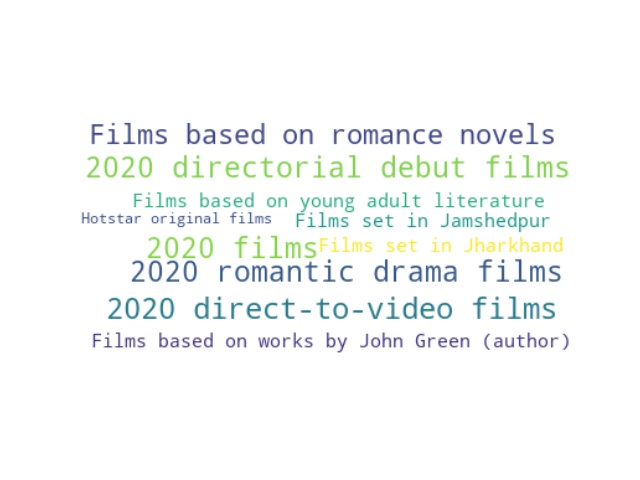 Films based on romance novels
2020 directorial debut films
Films based on young adult literature
Hotstar original films
Films set in Jamshedpur
2020 films
Films set in Jharkhand
2020 romantic drama films
2020 direct-to-video films
Films based on works by John Green (author)